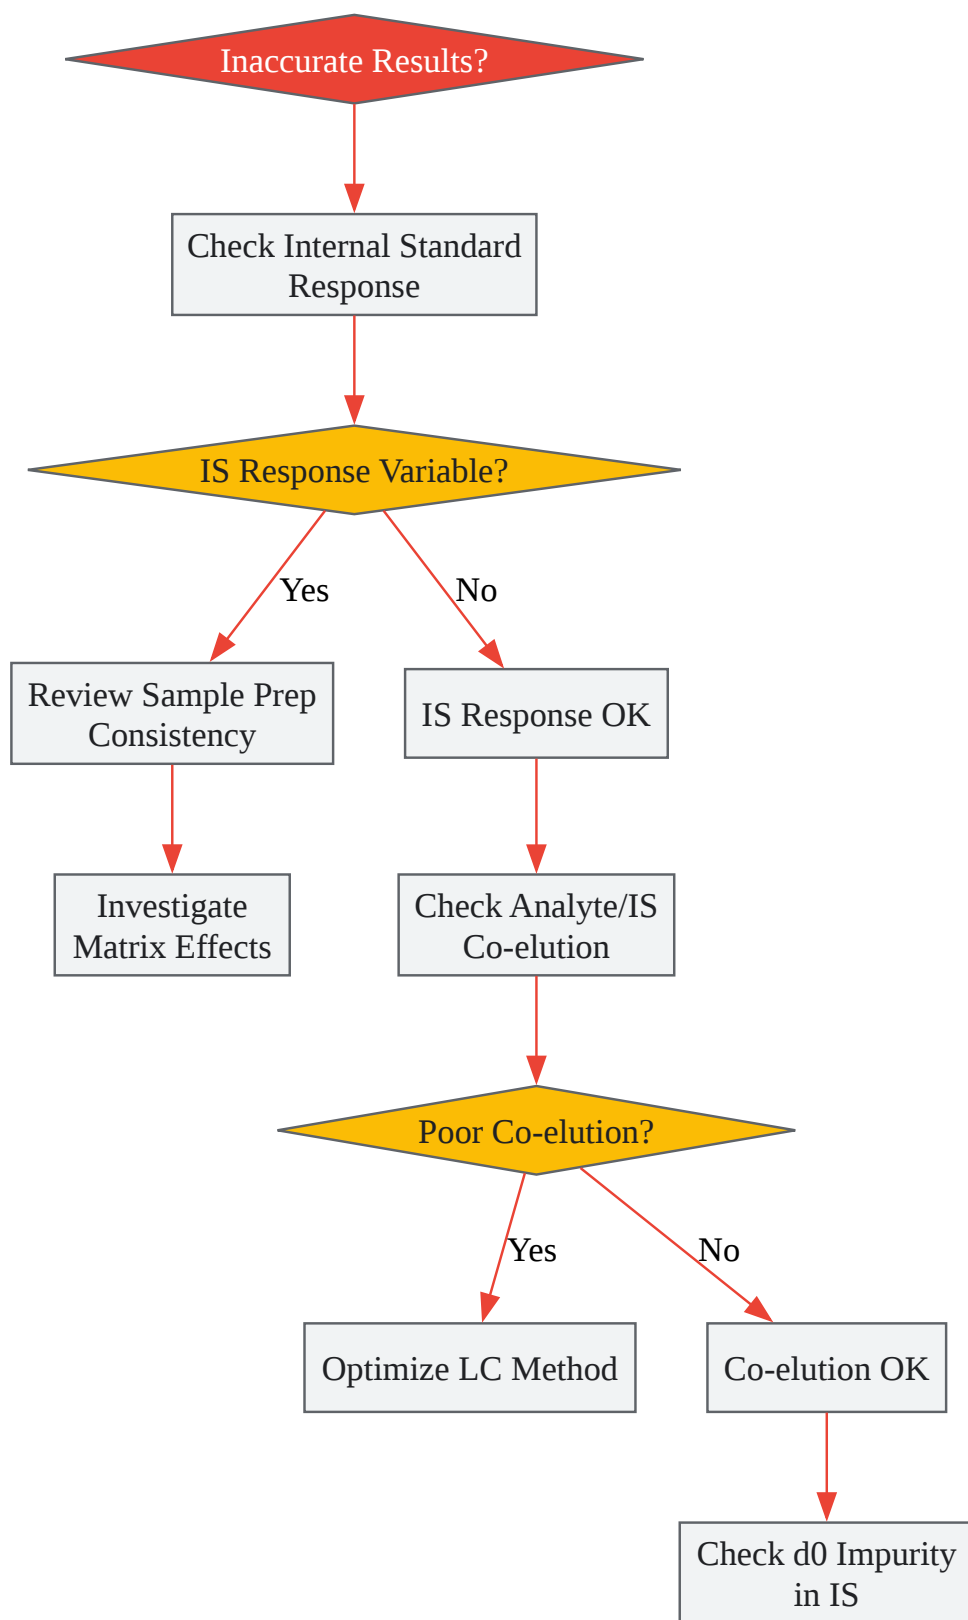 Inaccurate Results?
Check Internal Standard
Response
IS Response Variable?
Yes
No
Review Sample Prep
Consistency
IS Response OK
Investigate
Matrix Effects
Check Analyte/IS
Co-elution
Poor Co-elution?
Yes
No
Optimize LC Method
Co-elution OK
Check d0 Impurity
in IS